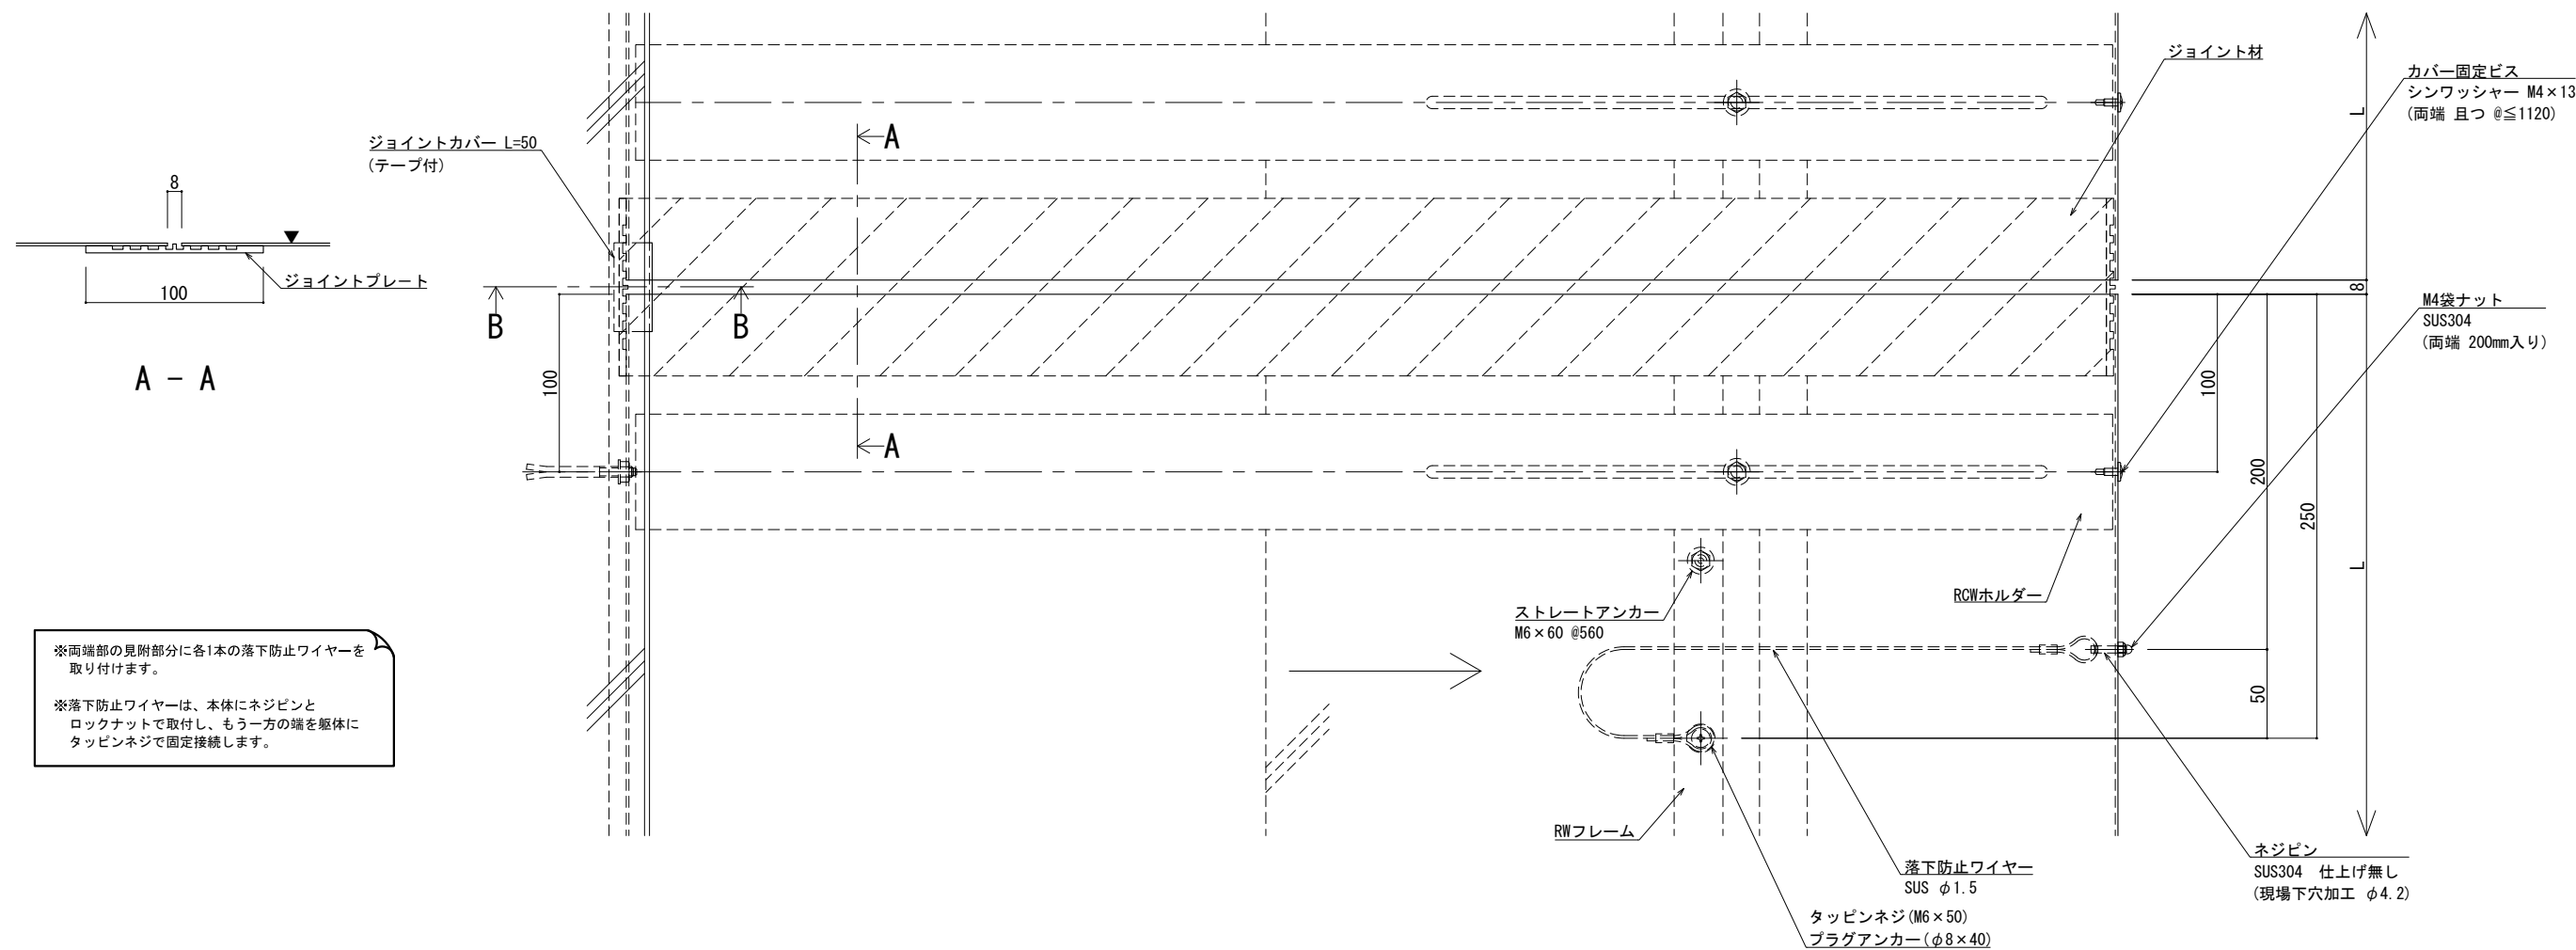 ジョイント材
カバー固定ビス
シンワッシャー M4×13
(両端 且つ @≦1120)
L
ジョイントカバー L=50
(テープ付)
A
8
ジョイントプレート
100
A － A
B
B
8
M4袋ナット
SUS304
(両端 200mm入り)
100
100
A
200
250
L
RCWホルダー
ストレートアンカー
M6×60 @560
50
※両端部の見附部分に各1本の落下防止ワイヤーを
取り付けます。
※落下防止ワイヤーは、本体にネジピンと
ロックナットで取付し、もう一方の端を躯体に
タッピンネジで固定接続します。
RWフレーム
落下防止ワイヤー
SUS φ1.5
ネジピン
SUS304　仕上げ無し
(現場下穴加工 φ4.2)
タッピンネジ(M6×50)
プラグアンカー(φ8×40)